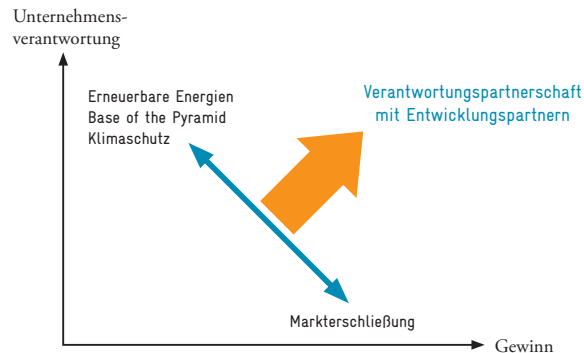 Unternehmens-
verantwortung
Erneuerbare Energien
Base of the Pyramid
Klimaschutz
Verantwortungspartnerschaft
mit Entwicklungspartnern
Markterschließung
Gewinn